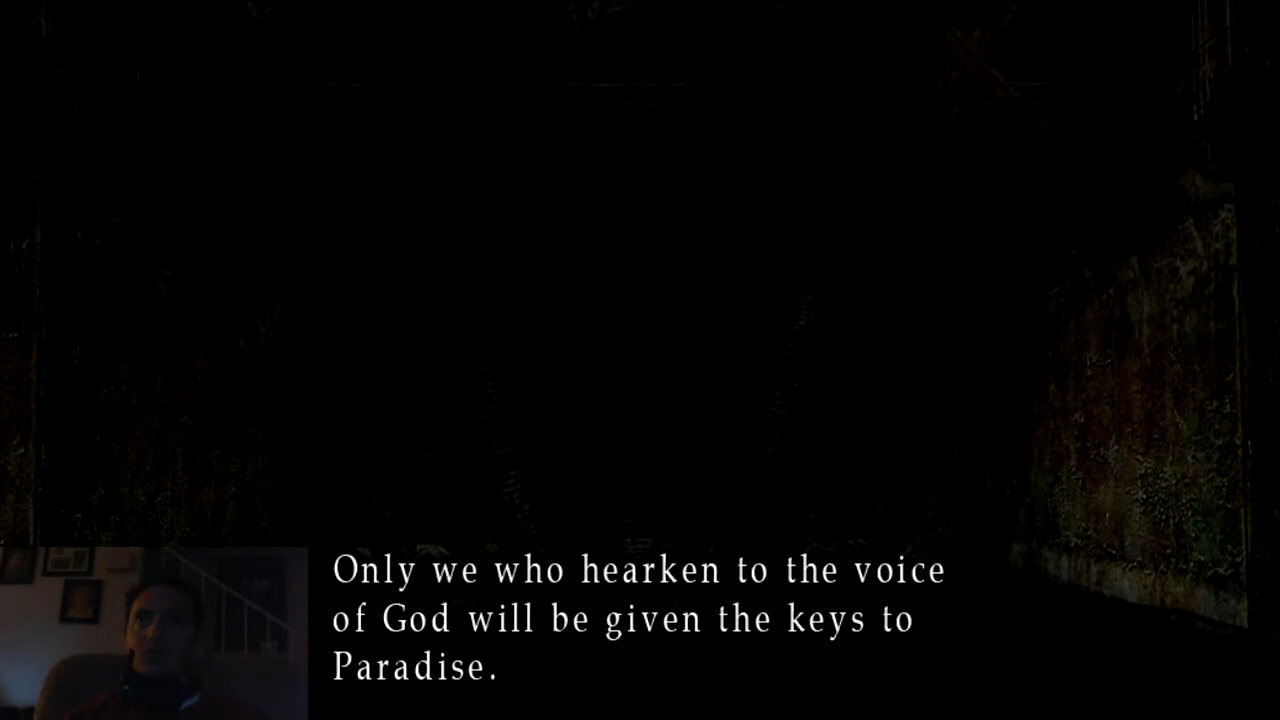 Only we who hearken to the voice
of God will be given the keys to
Paradise.